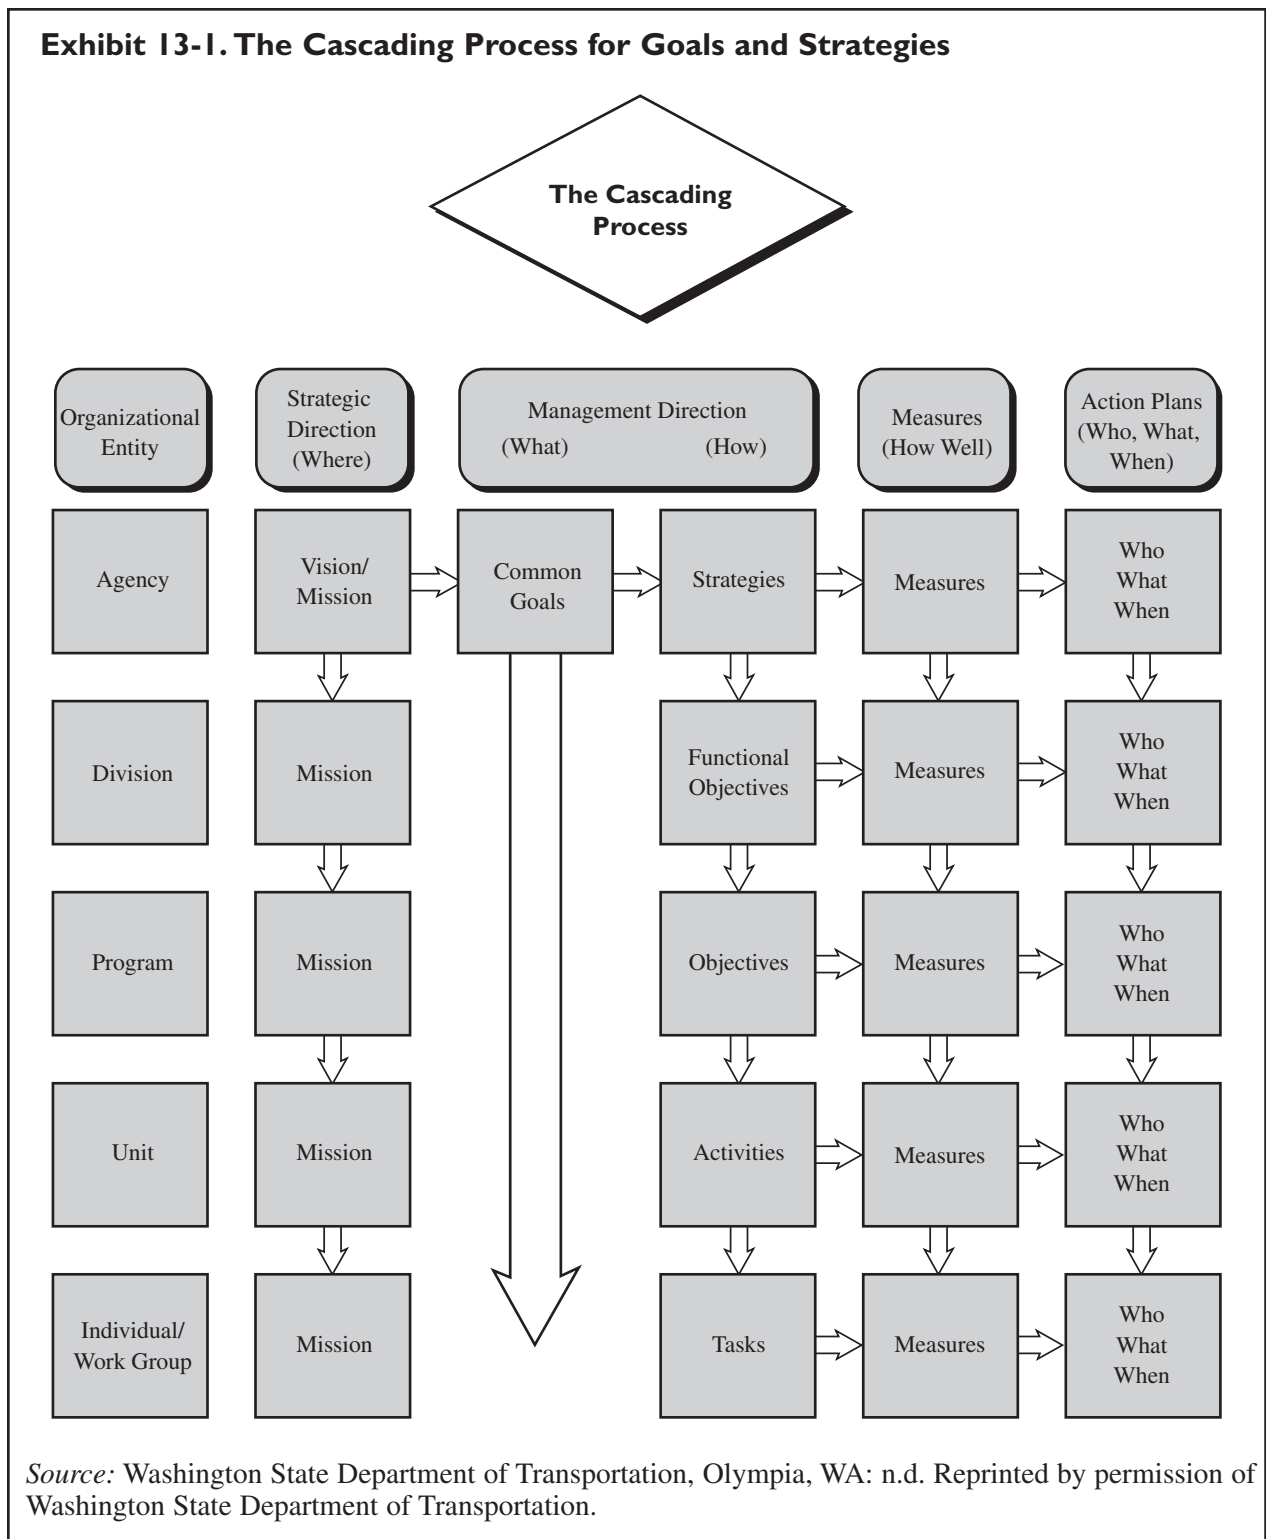 Exhibit 13-1. The Cascading Process for Goals and Strategies
The Cascading
Process
Organizational
Entity
Strategic
Direction
(Where)
Management Direction
(What) (How)
Measures
(How Well)
Action Plans
(Who, What,
When)
Agency
Vision/
Mission
Common
Goals
Strategies
Measures
Who
What
When
Division
Mission
Functional
Objectives
Measures
Who
What
When
Program
Mission
Objectives
Measures
Who
What
When
Unit
Mission
Activities
Measures
Who
What
When
Individual/
Work Group
Mission
Tasks
Measures
Who
What
When
Source: Washington State Department of Transportation, Olympia, WA: n.d. Reprinted by permission of
Washington State Department of Transportation.